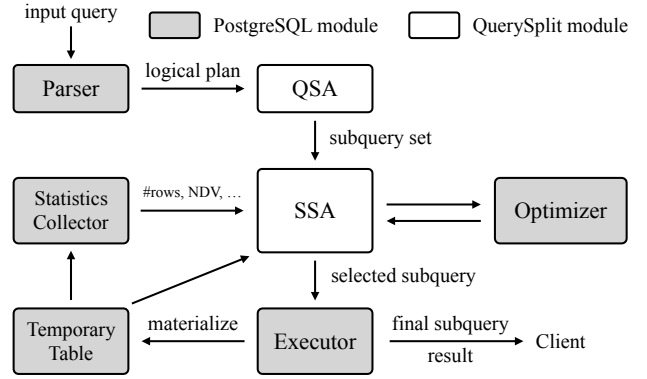 input query
PostgreSQL module
QuerySplit module
Parser
logical plan
QSA
subquery set
Statistics
Collector
#rows, NDV, ...
SSA
Optimizer
selected subquery
Temporary
Table
materialize
Executor
final subquery
result
Client